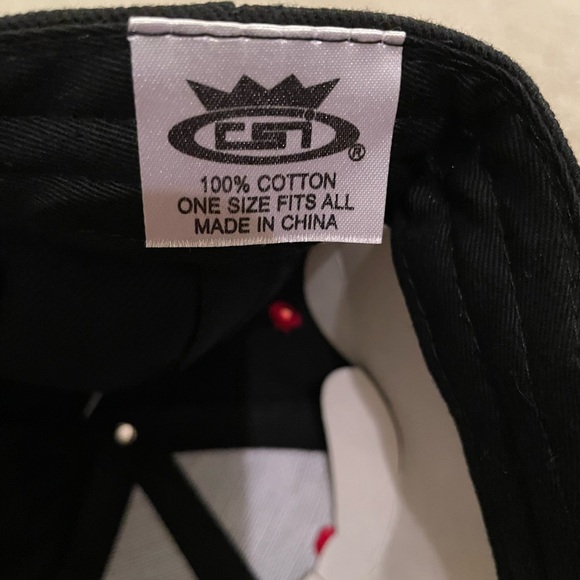 csi
®
100% COTTON
ONE SIZE FITS ALL
MADE IN CHINA